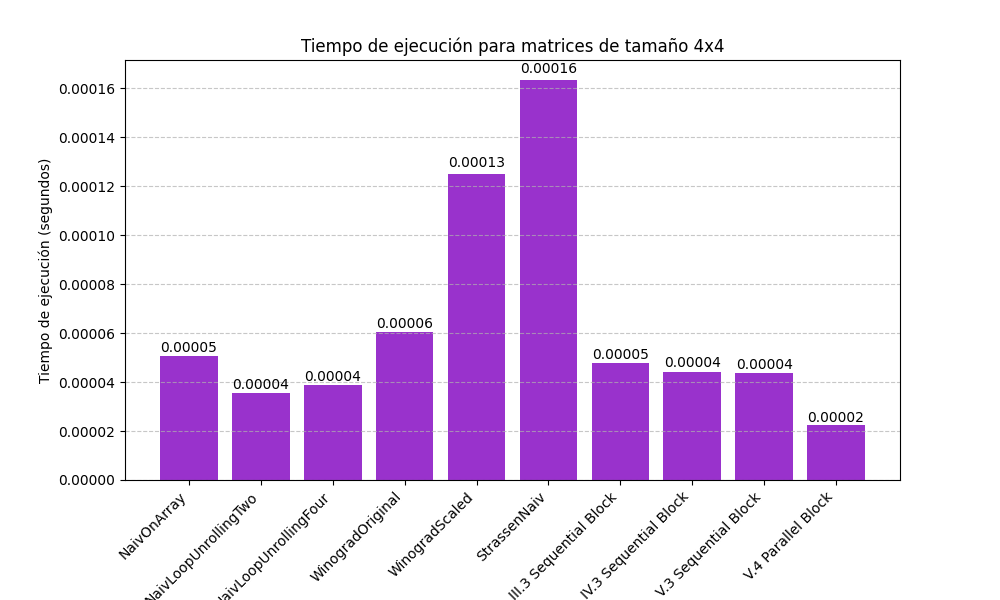 Tiempo de ejecución para matrices de tamaño 4x4
Tiempo de ejecución (segundos)
0.00016
0.00014
0.00012
0.00010
0.00008
0.00006
0.00004
0.00002
0.00000
0.00005
0.00004
0.00004
0.00006
0.00013
0.00016
0.00005
0.00004
0.00004
0.00002
NaivOnArray
NaivLoopUnrollingTwo
NaivLoopUnrollingFour
WinogradOriginal
WinogradScaled
StrassenNaiv
III.3 Sequential Block
IV.3 Sequential Block
V.3 Sequential Block
V.4 Parallel Block